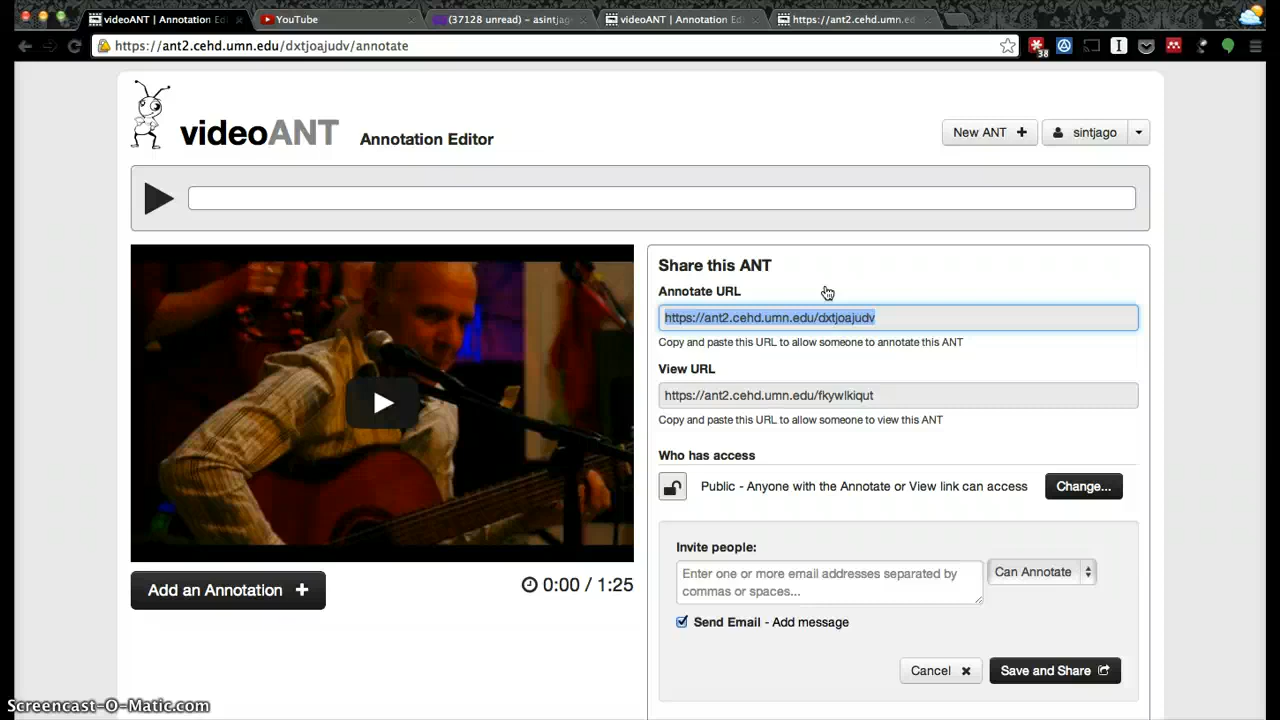 videoANT | Annotation Edi
YouTube
(37128 unread) – asintjag
videoANT | Annotation Edi
https://ant2.cehd.umn.ed
https://ant2.cehd.umn.edu/dxtjoajudv/annotate
38
videoANT Annotation Editor
New ANT +
sintjago
Share this ANT
Annotate URL
https://ant2.cehd.umn.edu/dxtjoajudv
Copy and paste this URL to allow someone to annotate this ANT
View URL
https://ant2.cehd.umn.edu/fkywlkiqut
Copy and paste this URL to allow someone to view this ANT
Who has access
Public - Anyone with the Annotate or View link can access
Change...
Invite people:
Enter one or more email addresses separated by
commas or spaces...
Can Annotate
Send Email - Add message
Add an Annotation +
0:00 / 1:25
Cancel ×
Save and Share
Screencast-O-Matic.com